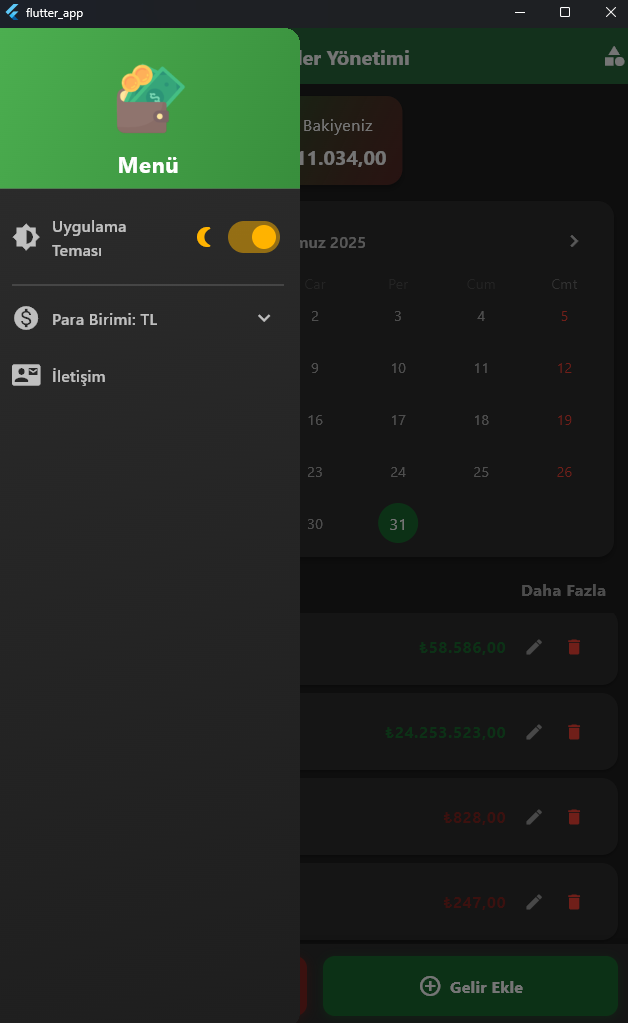 flutter_app
ler Yönetimi
Menü
Bakiyeniz
11.034,00
Uygulama
Teması
muz 2025
Car Per Cum Cmt
2 3 4 5
9 10 11 12
16 17 18 19
23 24 25 26
30 31
Para Birimi: TL
İletişim
Daha Fazla
₺58.586,00
₺24.253.523,00
₺828,00
₺247,00
Gelir Ekle